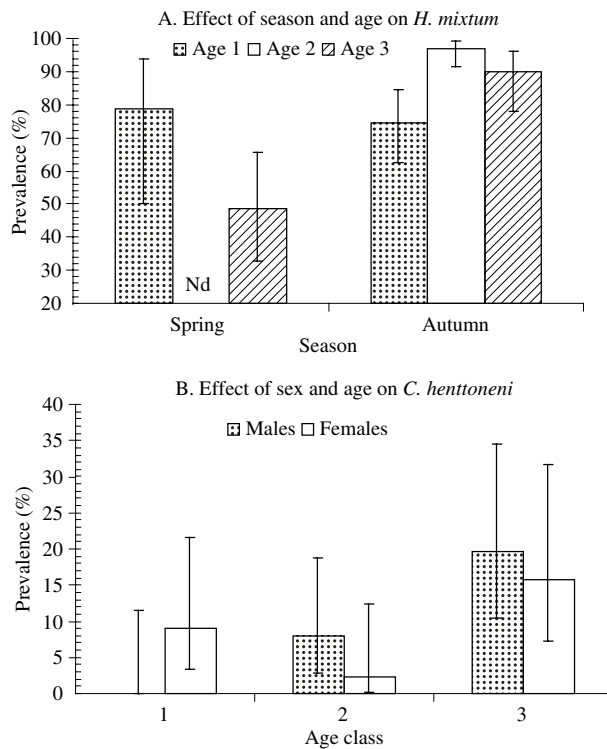 A. Effect of season and age on H. mixtum
Age 1 Age 2 Age 3
Prevalence (%)
100
90
80
70
60
50
40
30
20
Nd
Spring Autumn
Season
B. Effect of sex and age on C. henttoneni
Males Females
Prevalence (%)
40
35
30
25
20
15
10
5
0
1 2 3
Age class